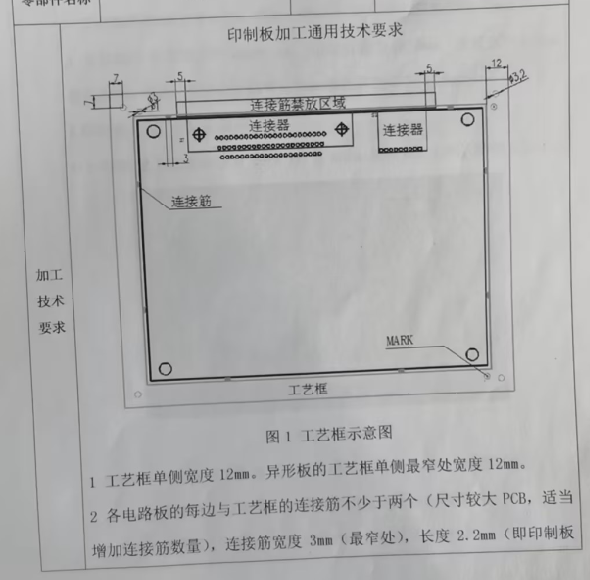 零部件名称
印制板加工通用技术要求
7
5
5
12
Φ3.2
7
连接筋禁放区域
连接器
连接器
3
连接筋
加工
技术
要求
MARK
工艺框
图 1 工艺框示意图
1 工艺框单侧宽度 12mm。异形板的工艺框单侧最窄处宽度 12mm。
2 各电路板的每边与工艺框的连接筋不少于两个（尺寸较大 PCB，适当
增加连接筋数量），连接筋宽度 3mm（最窄处），长度 2.2mm（即印制板